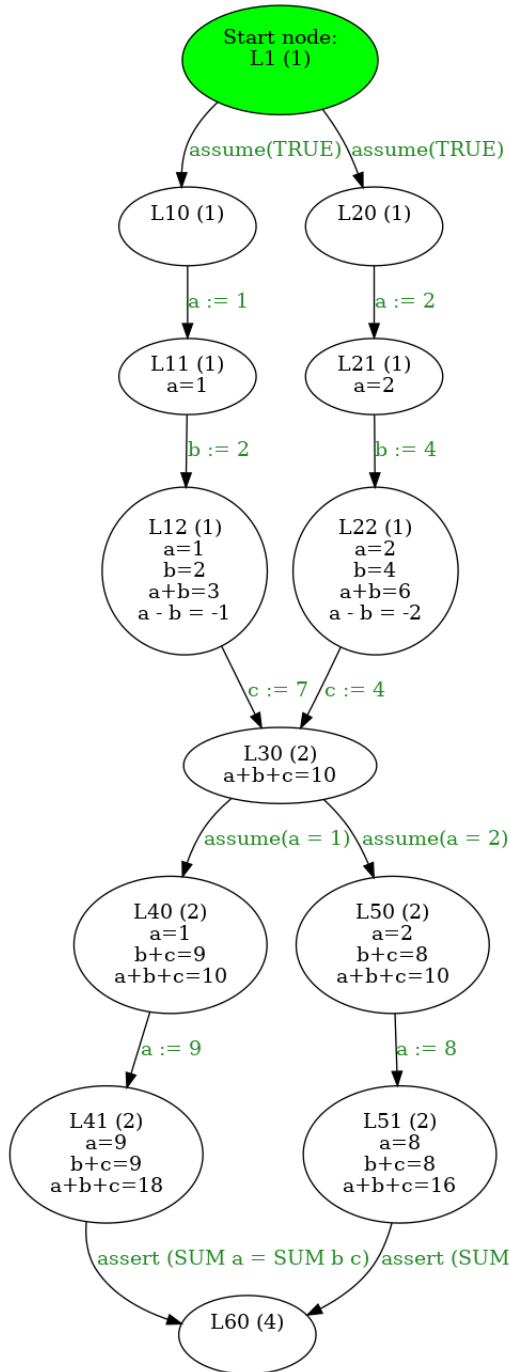 Start node:
L1 (1)
assume(TRUE)
assume(TRUE)
L10 (1)
L20 (1)
a := 1
a := 2
L11 (1)
a=1
L21 (1)
a=2
b := 2
b := 4
L12 (1)
a=1
b=2
a+b=3
a - b = -1
L22 (1)
a=2
b=4
a+b=6
a - b = -2
c := 7
c := 4
L30 (2)
a+b+c=10
assume(a = 1)
assume(a = 2)
L40 (2)
a=1
b+c=9
a+b+c=10
L50 (2)
a=2
b+c=8
a+b+c=10
a := 9
a := 8
L41 (2)
a=9
b+c=9
a+b+c=18
L51 (2)
a=8
b+c=8
a+b+c=16
assert (SUM a = SUM b c)
assert (SUM
L60 (4)